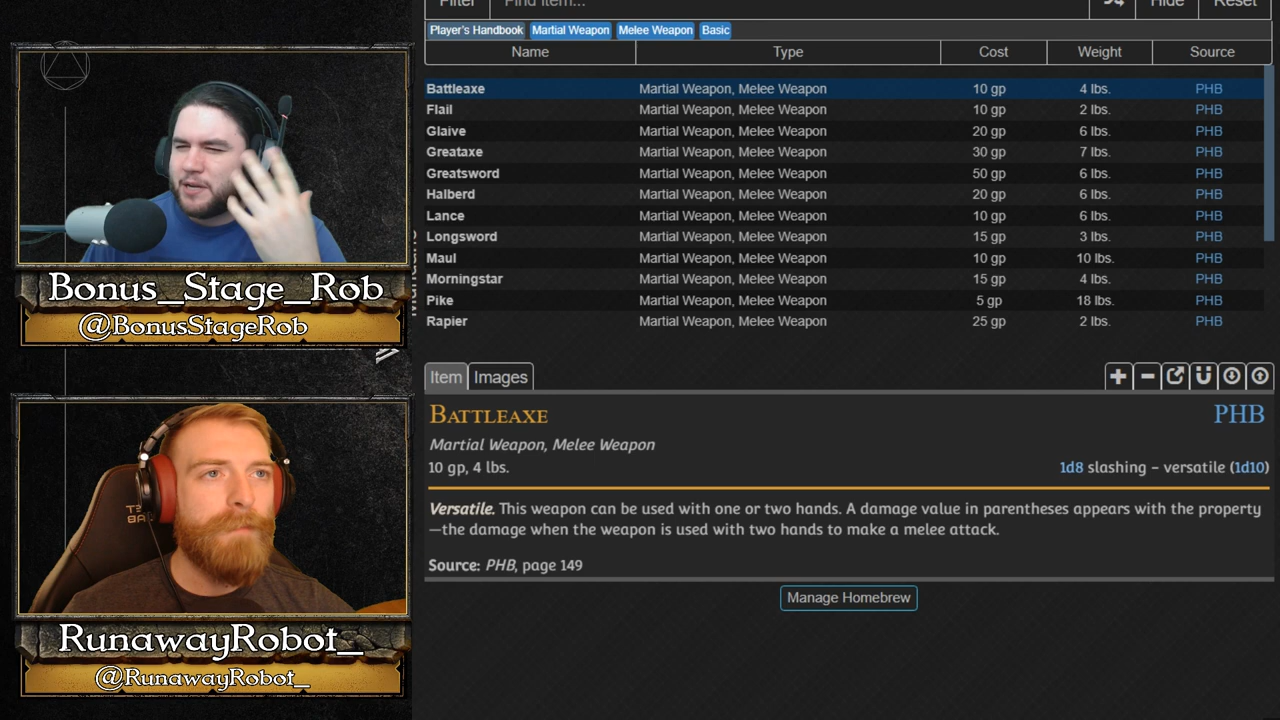 Filter
Find item...
Hide
Reset
Player's Handbook Martial Weapon Melee Weapon Basic
Name Type Cost Weight Source
Battleaxe Martial Weapon, Melee Weapon 10 gp 4 lbs. PHB
Flail Martial Weapon, Melee Weapon 10 gp 2 lbs. PHB
Glaive Martial Weapon, Melee Weapon 20 gp 6 lbs. PHB
Greataxe Martial Weapon, Melee Weapon 30 gp 7 lbs. PHB
Greatsword Martial Weapon, Melee Weapon 50 gp 6 lbs. PHB
Halberd Martial Weapon, Melee Weapon 20 gp 6 lbs. PHB
Lance Martial Weapon, Melee Weapon 10 gp 6 lbs. PHB
Longsword Martial Weapon, Melee Weapon 15 gp 3 lbs. PHB
Maul Martial Weapon, Melee Weapon 10 gp 10 lbs. PHB
Morningstar Martial Weapon, Melee Weapon 15 gp 4 lbs. PHB
Pike Martial Weapon, Melee Weapon 5 gp 18 lbs. PHB
Rapier Martial Weapon, Melee Weapon 25 gp 2 lbs. PHB
Item Images
BATTLEAXE PHB
Martial Weapon, Melee Weapon
10 gp, 4 lbs. 1d8 slashing – versatile (1d10)
Versatile. This weapon can be used with one or two hands. A damage value in parentheses appears with the property
—the damage when the weapon is used with two hands to make a melee attack.
Source: PHB, page 149
Manage Homebrew
Bonus_Stage_Rob
@BonusStageRob
RunawayRobot_
@RunawayRobot_